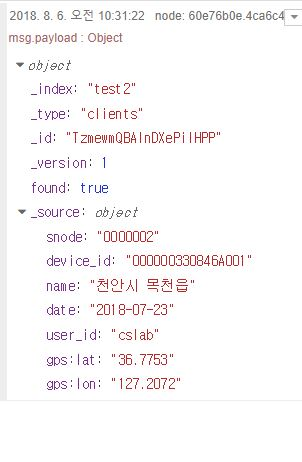 2018. 8. 6. 오전 10:31:22 node: 60e76b0e.4ca6c4
msg.payload : Object
object
_index: "test2"
_type: "clients"
_id: "TzmewmQBAlnDXePilHPP"
_version: 1
found: true
_source: object
snode: "0000002"
device_id: "000000330846A001"
name: "천안시 목천읍"
date: "2018-07-23"
user_id: "cslab"
gps:lat: "36.7753"
gps:lon: "127.2072"